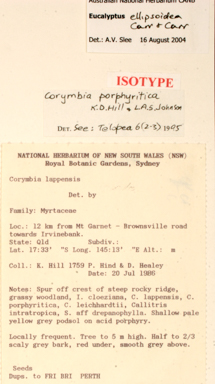 Australian National Herbarium CANB
Eucalyptus ellipsoidea
Carr & Carr
Det.: A.V. Slee 16 August 2004
ISOTYPE
Corymbia porphyritica
K.D.Hill & L.A.S. Johnson
DET. See: Telopea 6(2-3) 1995
NATIONAL HERBARIUM OF NEW SOUTH WALES (NSW)
Royal Botanic Gardens, Sydney
Corymbia lappensis
Det. by
Family: Myrtaceae
Loc.: 12 km from Mt Garnet - Brownsville road
towards Irvinebank.
State: Qld Subdiv.:
Lat. 17:33' "S Long. 145:13' "E Alt.: m
Coll.: K. Hill 1759 P. Hind & D. Healey
Date: 20 Jul 1986
Notes: Spur off crest of steep rocky ridge,
grassy woodland, I. cloeziana, C. lappensis, C.
porphyritica, C. leichhardtii, Callitris
intratropica, S. aff drepanophylla. Shallow pale
yellow grey podsol on acid porphyry.
Locally frequent. Tree to 5 m high. Half to 2/3
scaly grey bark, red under, smooth grey above.
Seeds
Dups. to FRI BRI PERTH